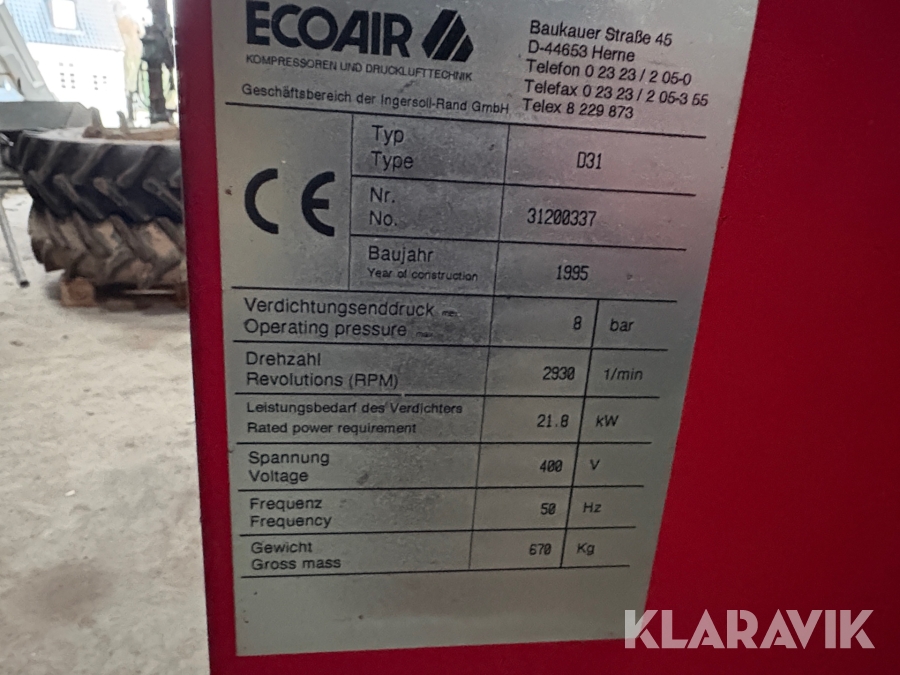 ECOAIR
KOMPRESSOREN UND DRUCKLUFTTECHNIK
Geschäftsbereich der Ingersoll-Rand GmbH
Baukauer Straße 45
D-44653 Herne
Telefon 0 23 23 / 2 05-0
Telefax 0 23 23 / 2 05-3 55
Telex 8 229 873
CE
Typ
Type D31
Nr.
No. 31200337
Baujahr
Year of construction 1995
Verdichtungsenddruck
Operating pressure 8 bar
Drehzahl
Revolutions (RPM) 2930 1/min
Leistungsbedarf des Verdichters
Rated power requirement 21.8 kW
Spannung
Voltage 400 V
Frequenz
Frequency 50 Hz
Gewicht
Gross mass 670 Kg
KLARAVIK